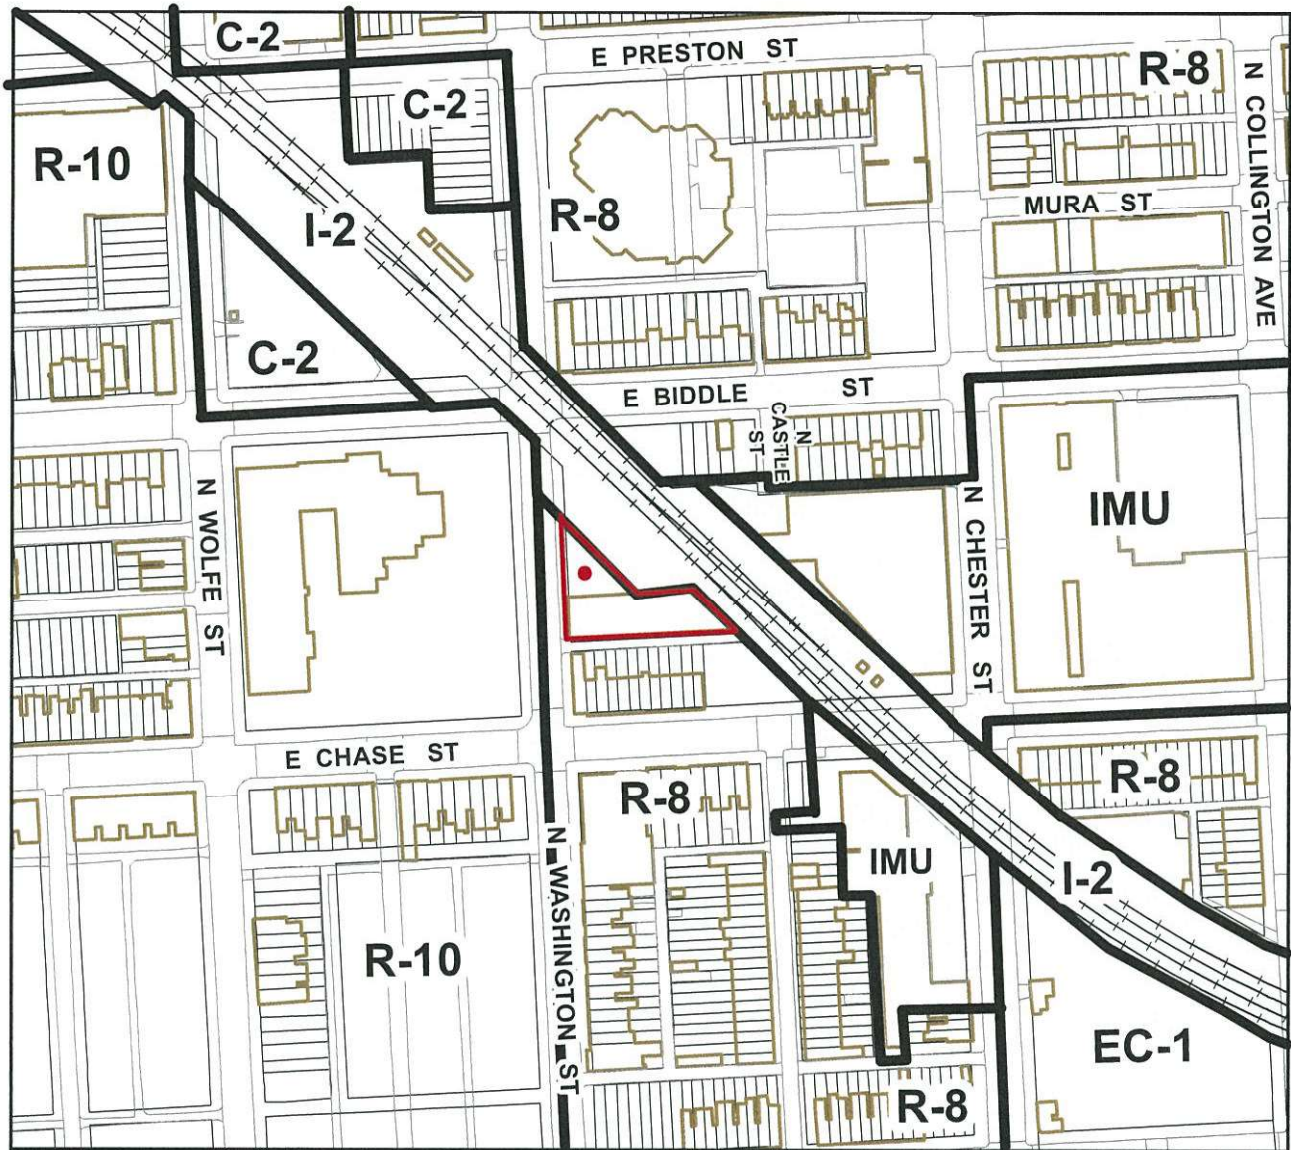 C-2
E PRESTON ST
R-8
C-2
N COLLINGTON AVE
R-10
I-2
R-8
MURA ST
C-2
E BIDDLE ST
N CASTLE ST
N WOLFE ST
N CHESTER ST
IMU
E CHASE ST
R-8
R-8
N WASHINGTON ST
IMU
I-2
R-10
EC-1
R-8